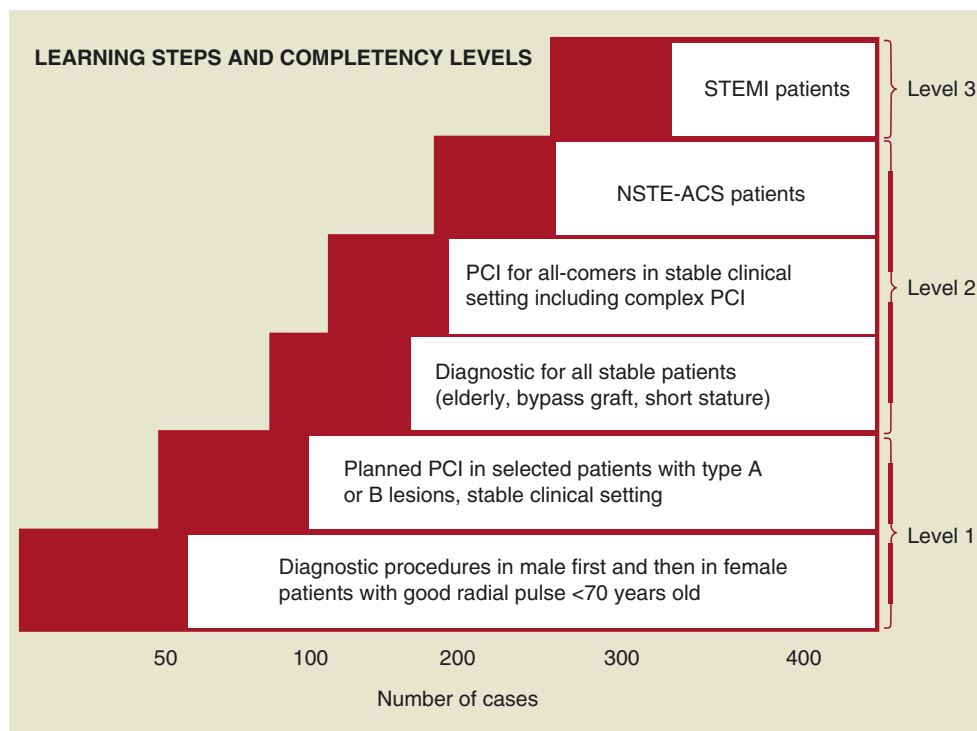 LEARNING STEPS AND COMPLETENCY LEVELS
STEMI patients
Level 3
NSTE-ACS patients
PCI for all-comers in stable clinical
setting including complex PCI
Level 2
Diagnostic for all stable patients
(elderly, bypass graft, short stature)
Planned PCI in selected patients with type A
or B lesions, stable clinical setting
Level 1
Diagnostic procedures in male first and then in female
patients with good radial pulse <70 years old
50 100 200 300 400
Number of cases